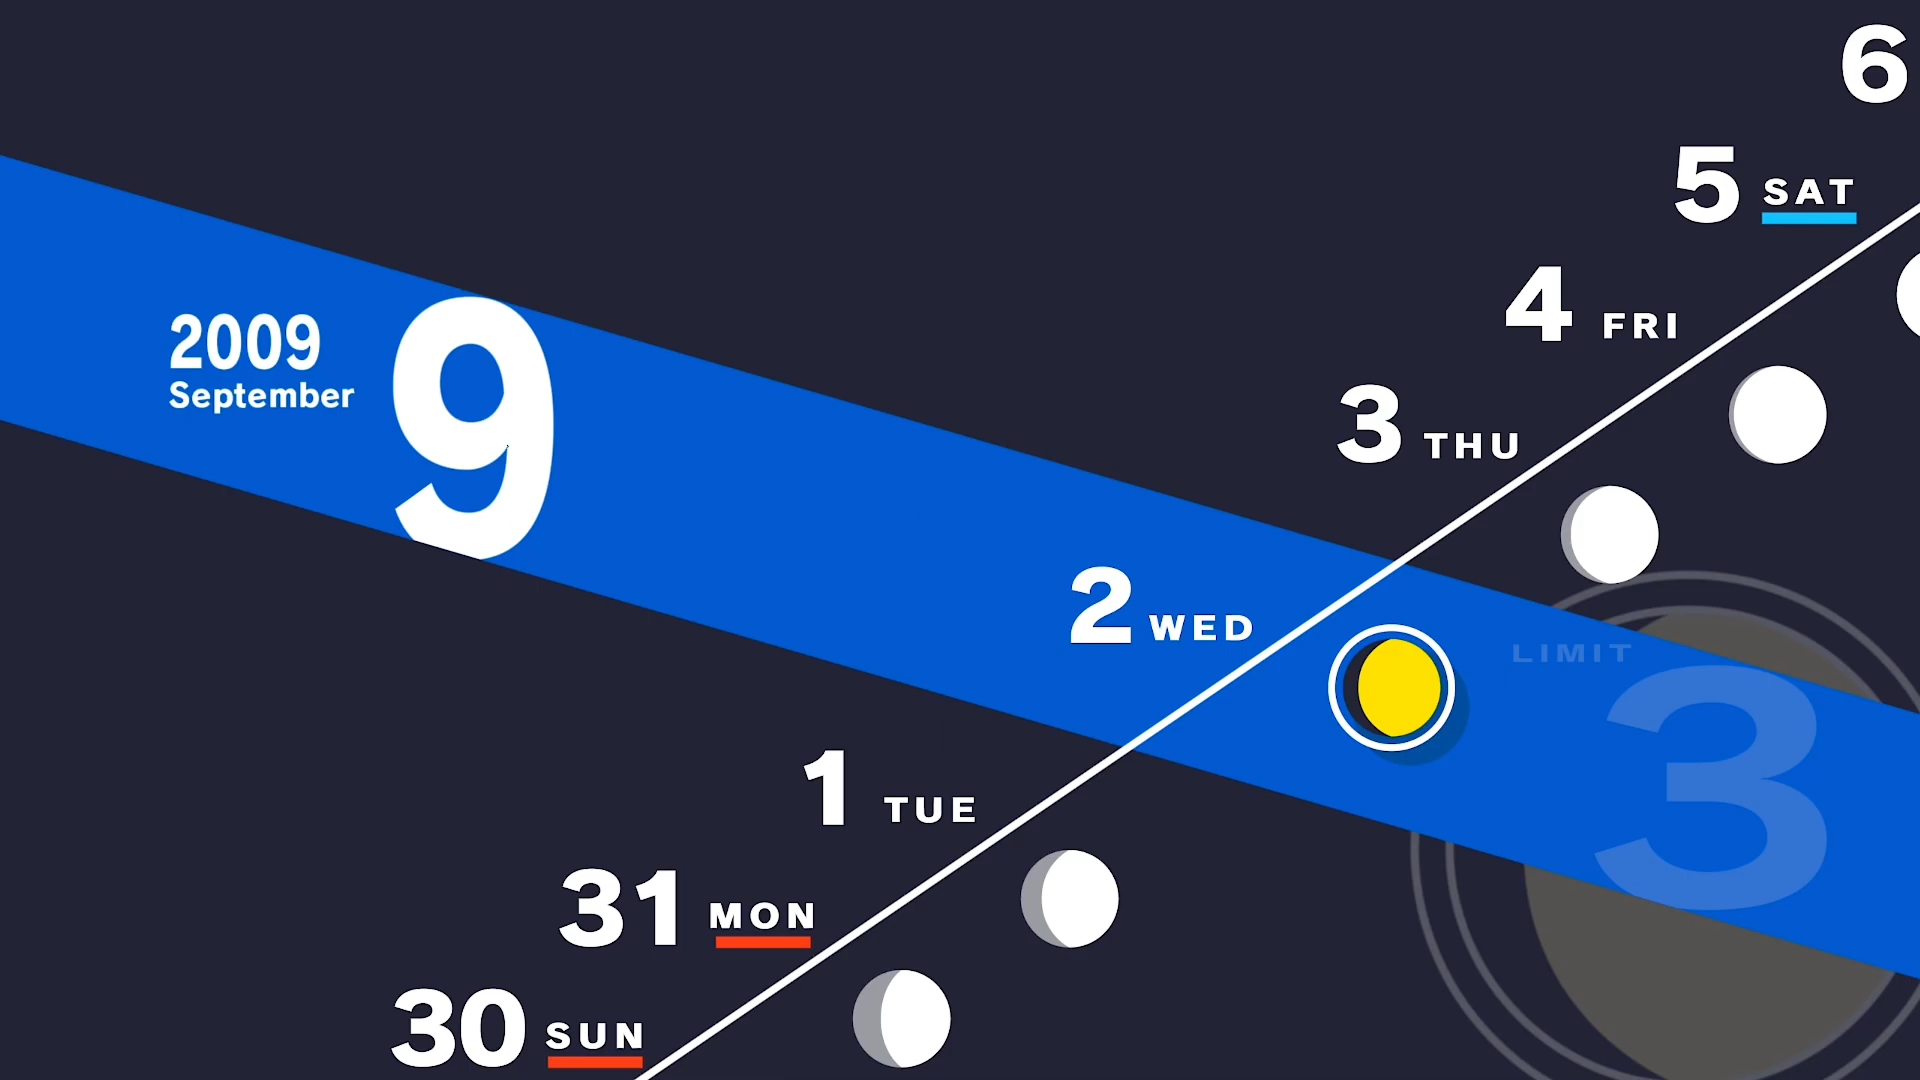 6
5 SAT
4 FRI
3 THU
2009
September
9
2 WED
LIMIT
3
1 TUE
31 MON
30 SUN